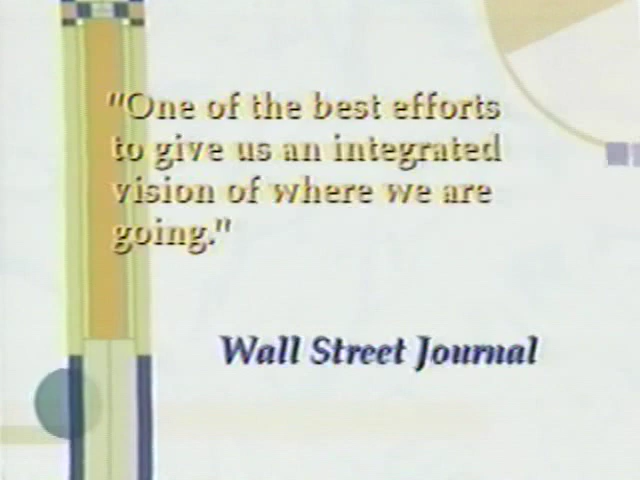 "One of the best efforts
to give us an integrated
vision of where we are
going."
Wall Street Journal